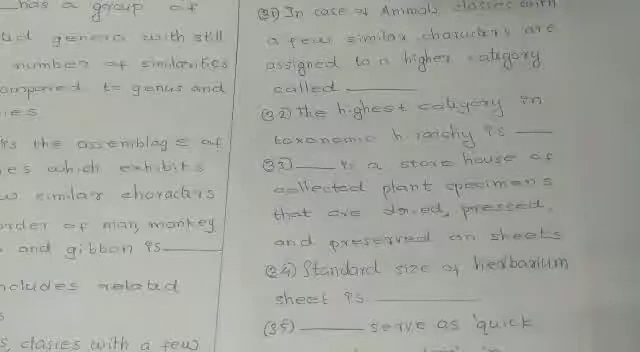 has a group of
genera with still
number of similarities
compared to genus and
is the assemblage of
which exhibits
similar characters
order of man, monkey
and gibbon is
includes related
classes with a few
(31) In case of Animals classes with
a few similar characters are
assigned to a higher category
called
(32) The highest category in
taxonomic hirarchy is
(33) is a store house of
collected plant specimens
that are dried, pressed,
and preserved on sheets
(34) Standard size of herbarium
sheet is
(35) serve as quick